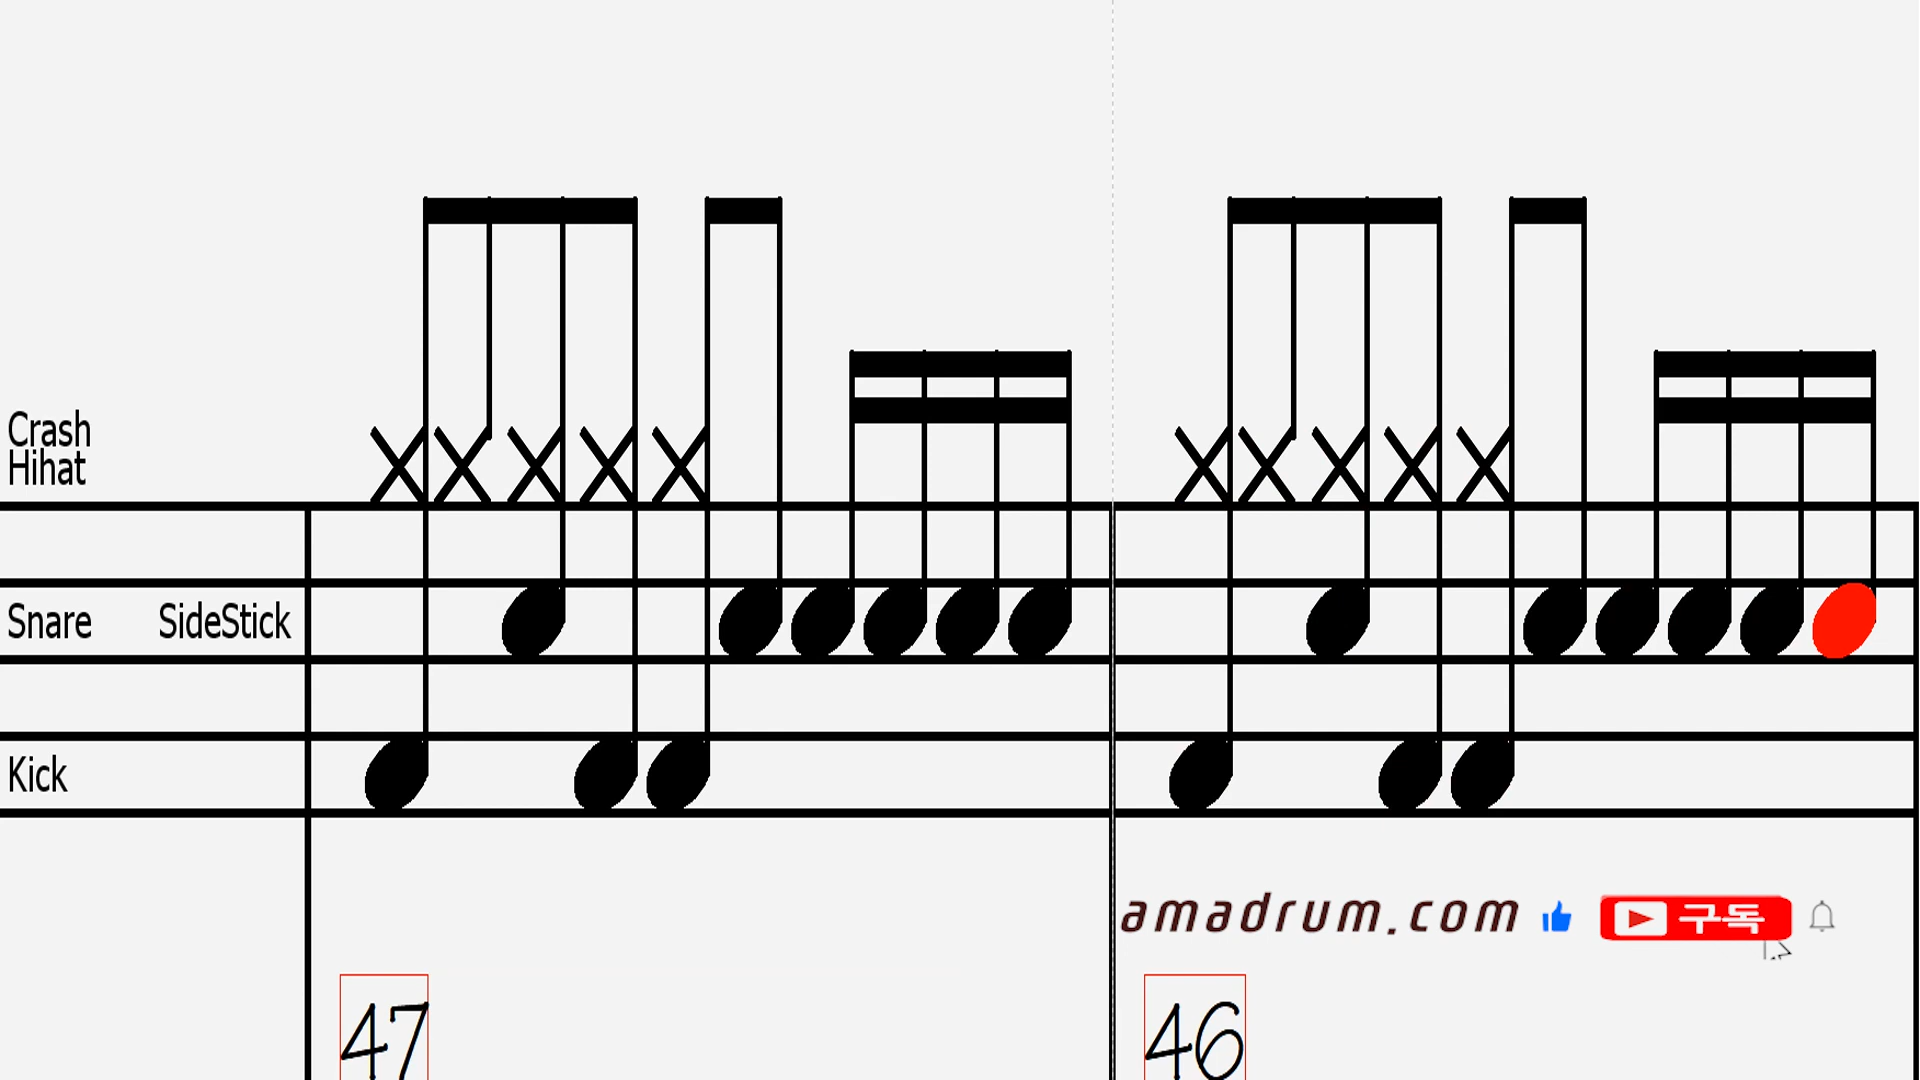 Crash
Hihat
Snare SideStick
Kick
amadrum.com 구독
47 46